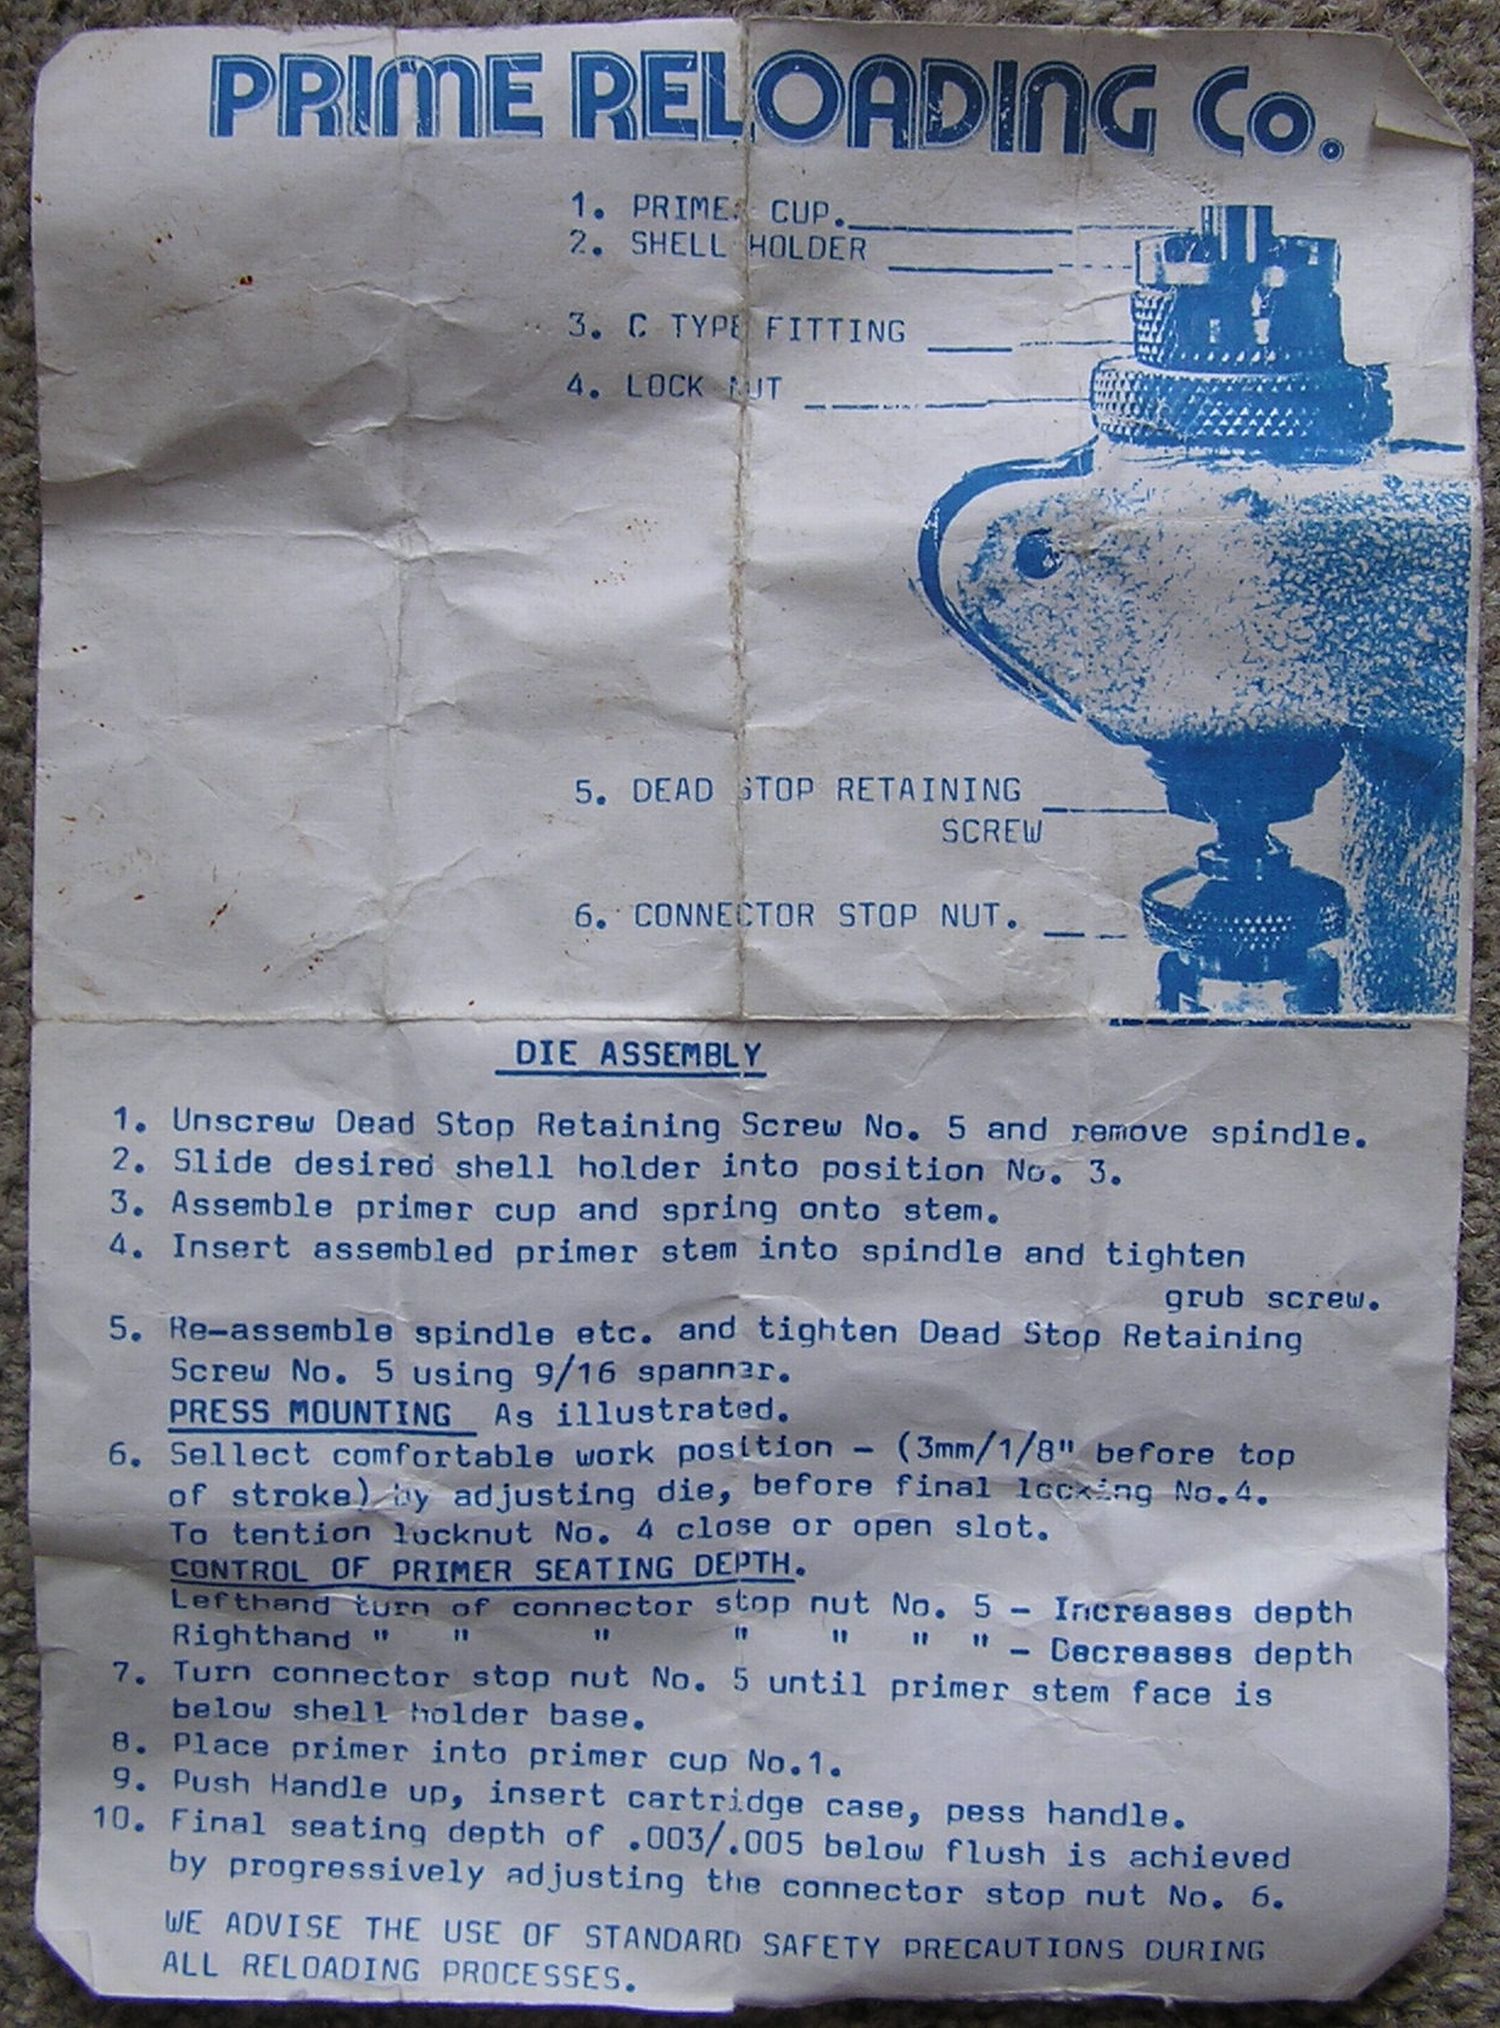 PRIME RELOADING Co.
1. PRIMER CUP.
2. SHELL HOLDER
3. C TYPE FITTING
4. LOCK NUT
5. DEAD STOP RETAINING
SCREW
6. CONNECTOR STOP NUT.
DIE ASSEMBLY
1. Unscrew Dead Stop Retaining Screw No. 5 and remove spindle.
2. Slide desired shell holder into position No. 3.
3. Assemble primer cup and spring onto stem.
4. Insert assembled primer stem into spindle and tighten
grub screw.
5. Re-assemble spindle etc. and tighten Dead Stop Retaining
Screw No. 5 using 9/16 spanner.
PRESS MOUNTING As illustrated.
6. Sellect comfortable work position - (3mm/1/8" before top
of stroke) by adjusting die, before final locking No.4.
To tention locknut No. 4 close or open slot.
CONTROL OF PRIMER SEATING DEPTH.
Lefthand turn of connector stop nut No. 5 - Increases depth
Righthand " " " " " " " - Decreases depth
7. Turn connector stop nut No. 5 until primer stem face is
below shell holder base.
8. Place primer into primer cup No.1.
9. Push Handle up, insert cartridge case, pess handle.
10. Final seating depth of .003/.005 below flush is achieved
by progressively adjusting the connector stop nut No. 6.
WE ADVISE THE USE OF STANDARD SAFETY PRECAUTIONS DURING
ALL RELOADING PROCESSES.